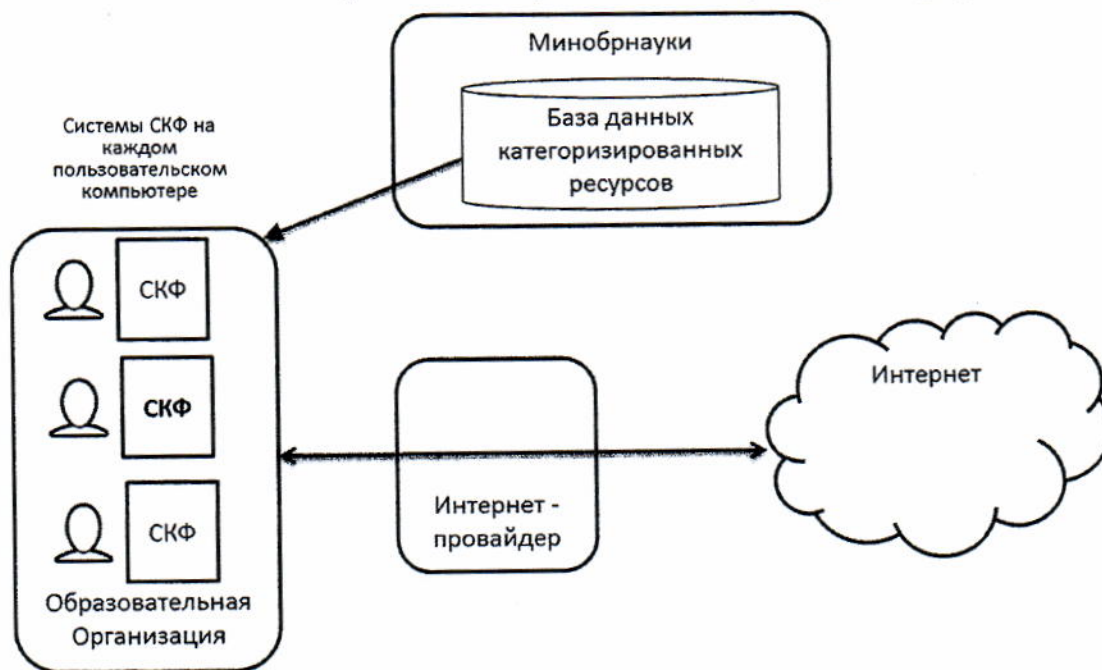 Минобрнауки
База данных
категоризированных
ресурсов
Системы СКФ на
каждом
пользовательском
компьютере
СКФ
СКФ
СКФ
Образовательная
Организация
Интернет -
провайдер
Интернет